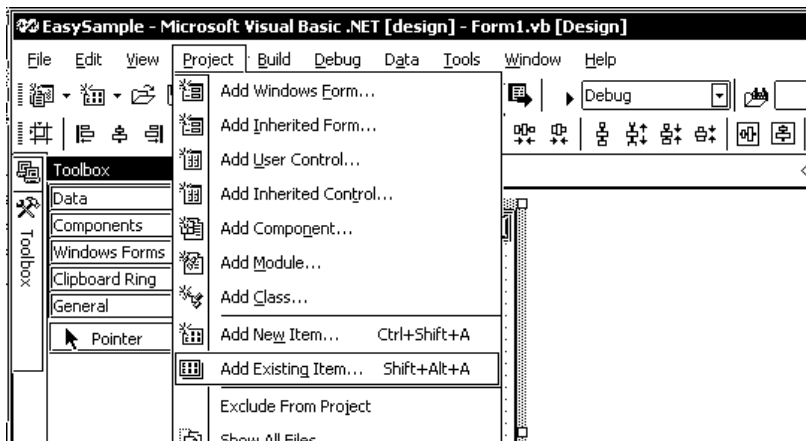 EasySample - Microsoft Visual Basic .NET [design] - Form1.vb [Design]
File Edit View Project Build Debug Data Tools Window Help
Debug
Toolbox
Toolbox
Data
Components
Windows Forms
Clipboard Ring
General
Pointer
Add Windows Form...
Add Inherited Form...
Add User Control...
Add Inherited Control...
Add Component...
Add Module...
Add Class...
Add New Item... Ctrl+Shift+A
Add Existing Item... Shift+Alt+A
Exclude From Project
Show All Files